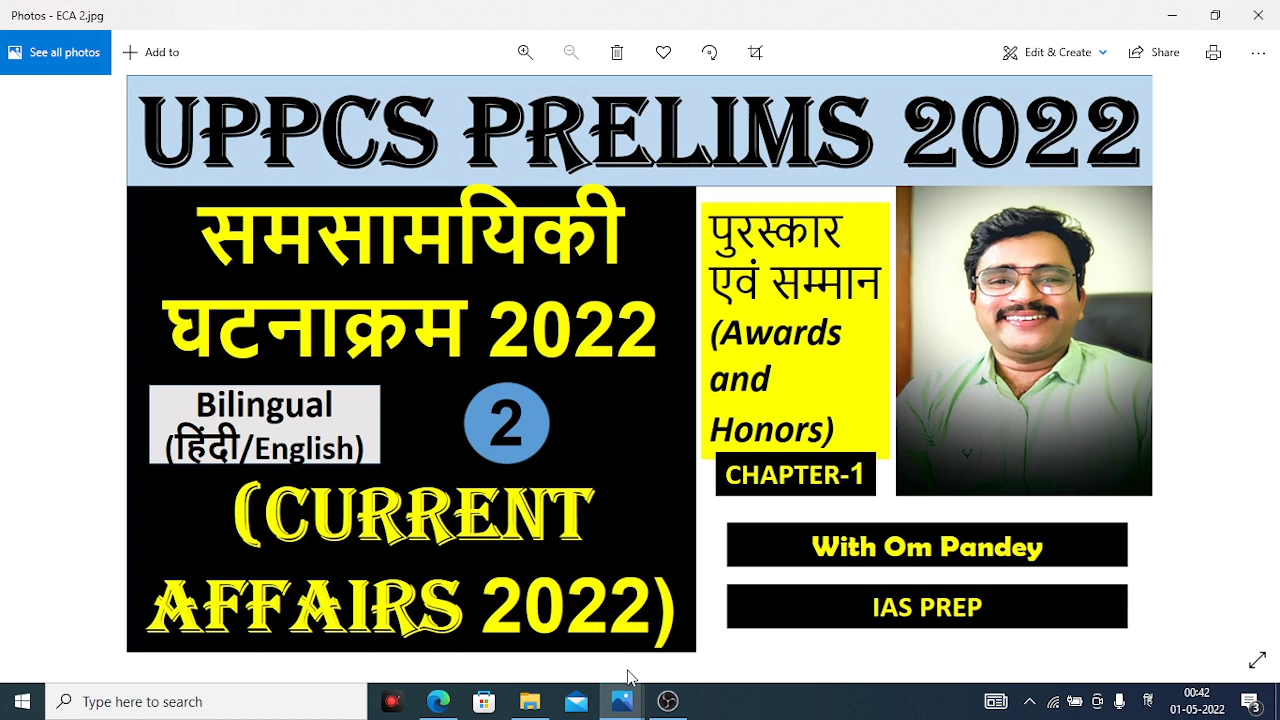 Photos - ECA 2.jpg
See all photos
Add to
Edit & Create
Share
UPPCS PRELIMS 2022
समसामयिकी
घटनाक्रम 2022
Bilingual
(हिंदी/English)
2
(CURRENT
AFFAIRS 2022)
पुरस्कार
एवं सम्मान
(Awards
and
Honors)
CHAPTER-1
With Om Pandey
IAS PREP
Type here to search
00:42
01-05-2022
3